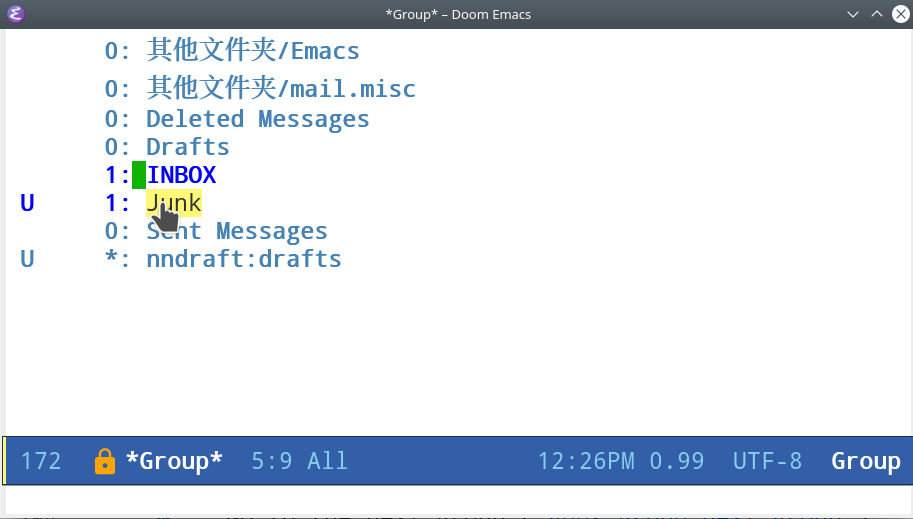 *Group* – Doom Emacs
0: 其他文件夹/Emacs
0: 其他文件夹/mail.misc
0: Deleted Messages
0: Drafts
1: INBOX
U 1: Junk
0: Sent Messages
U *: nndraft:drafts
172 *Group* 5:9 All 12:26PM 0.99 UTF-8 Group